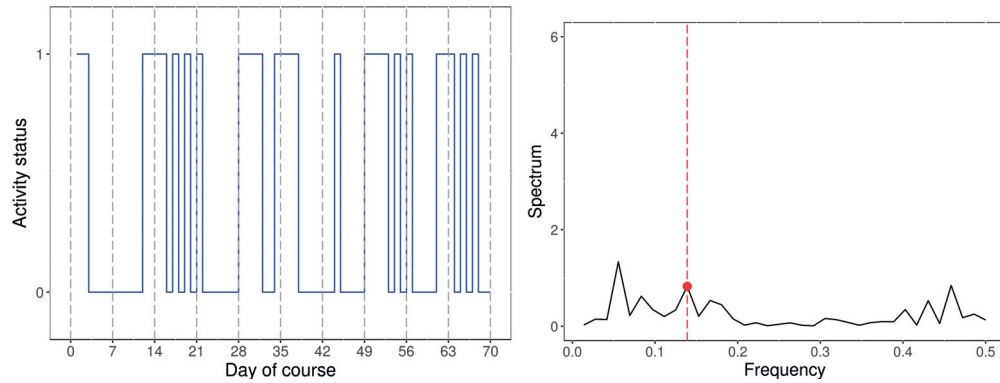 Activity status
1
0
0 7 14 21 28 35 42 49 56 63 70
Day of course
Spectrum
6
4
2
0
0.0 0.1 0.2 0.3 0.4 0.5
Frequency